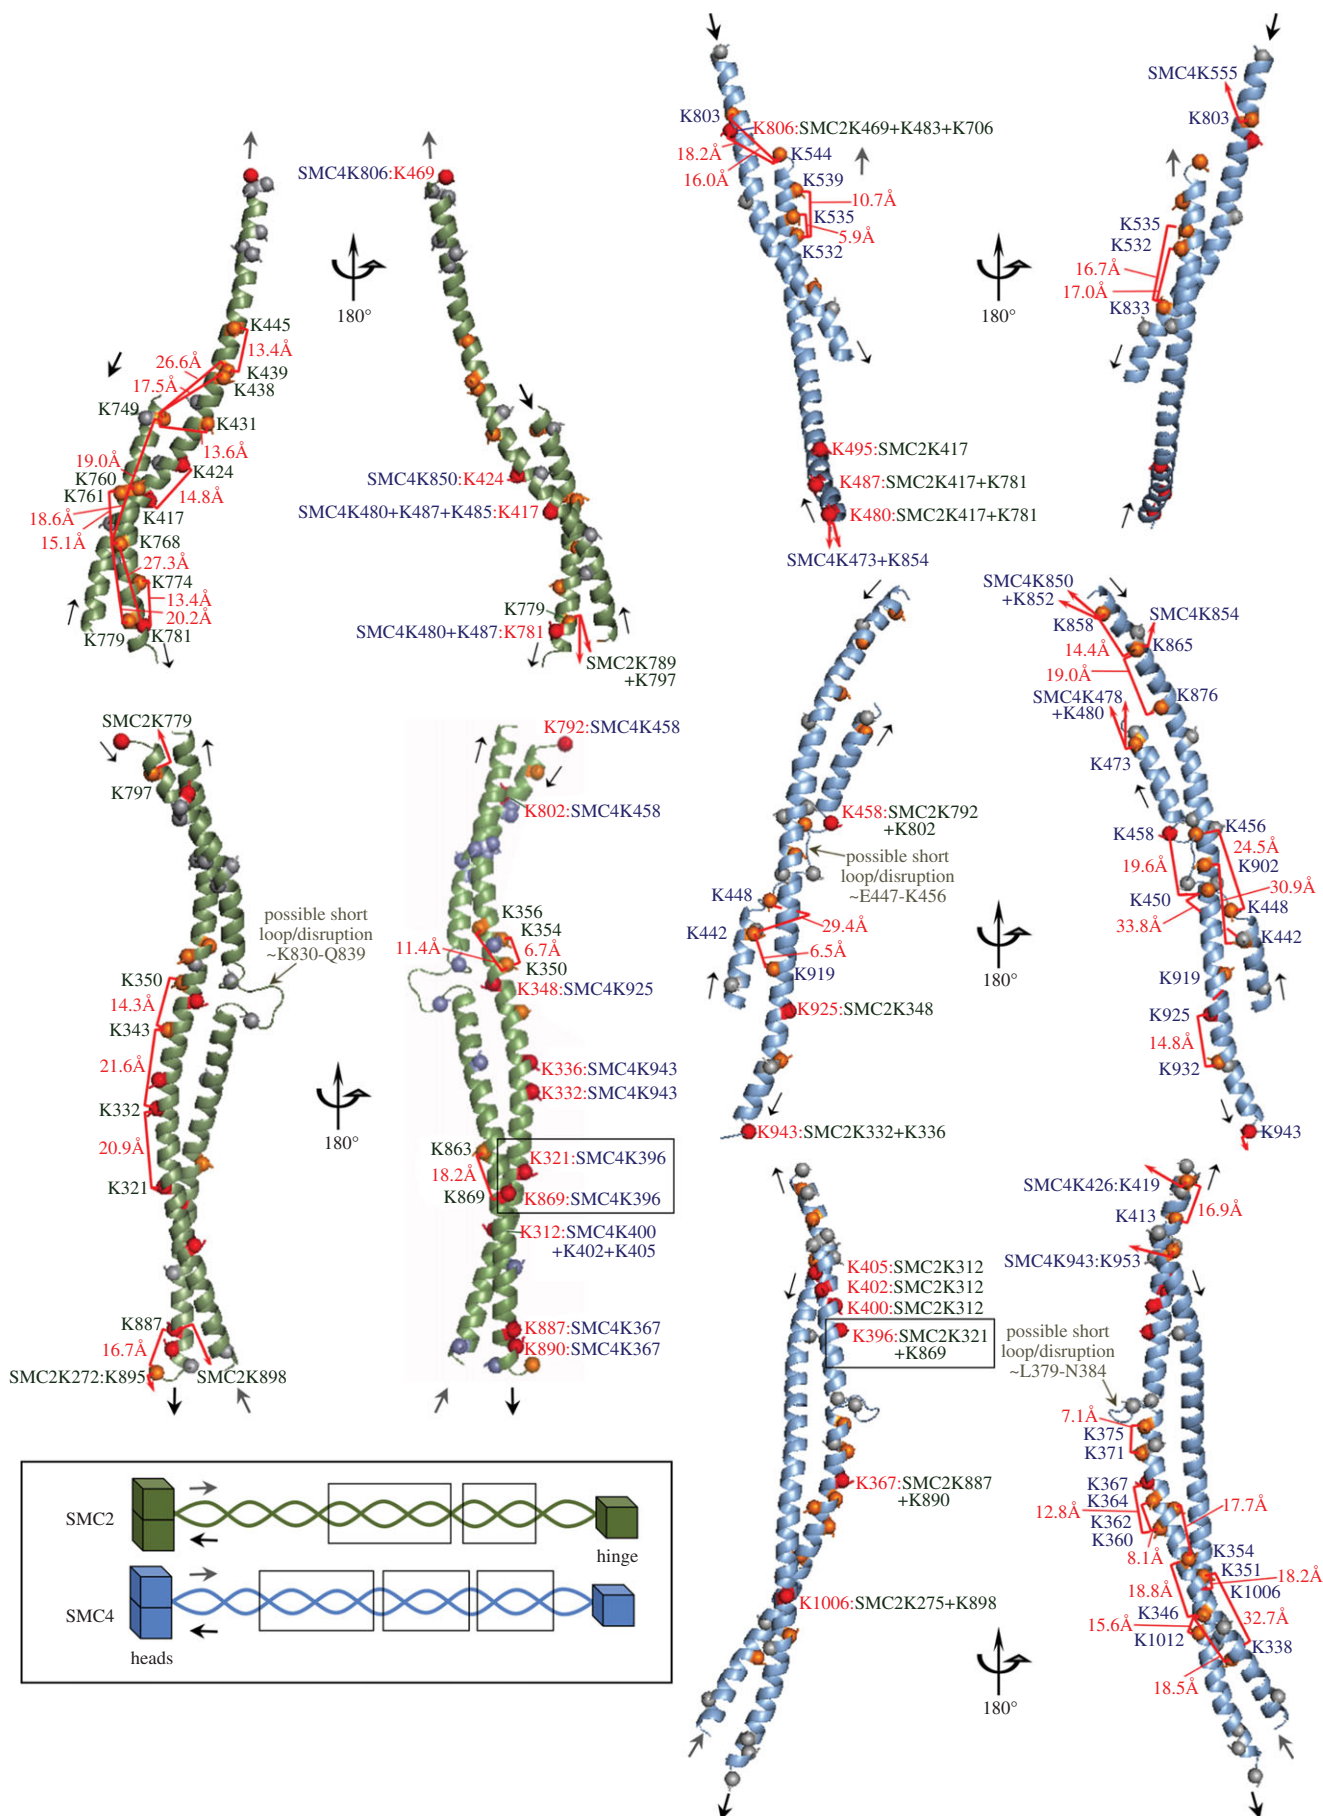 SMC4K806:K469
180°
K445
13.4Å
26.6Å
K439
17.5Å
K438
K749
K431
13.6Å
19.0Å
K424
K760
K761
14.8Å
18.6Å
K417
15.1Å
K768
27.3Å
K774
13.4Å
20.2Å
K779
K781
SMC4K850:K424
SMC4K480+K487+K485:K417
K779
SMC4K480+K487:K781
SMC2K789
+K797
K803
K806:SMC2K469+K483+K706
18.2Å
K544
16.0Å
K539
10.7Å
K535
5.9Å
K532
180°
K495:SMC2K417
K487:SMC2K417+K781
K480:SMC2K417+K781
SMC4K473+K854
SMC4K555
K803
K535
K532
16.7Å
17.0Å
K833
SMC2K779
K797
possible short
loop/disruption
~K830-Q839
K350
14.3Å
K343
21.6Å
K332
20.9Å
K321
180°
K887
16.7Å
SMC2K272:K895
SMC2K898
K792:SMC4K458
K802:SMC4K458
K356
K354
11.4Å
6.7Å
K350
K348:SMC4K925
K336:SMC4K943
K332:SMC4K943
K863
K321:SMC4K396
18.2Å
K869
K869:SMC4K396
K312:SMC4K400
+K402+K405
K887:SMC4K367
K890:SMC4K367
K458:SMC2K792
+K802
possible short
loop/disruption
~E447-K456
K448
29.4Å
K442
6.5Å
K919
180°
K925:SMC2K348
K943:SMC2K332+K336
SMC4K850
+K852
SMC4K854
K858
14.4Å
K865
19.0Å
K876
SMC4K478
+K480
K473
K458
K456
24.5Å
19.6Å
K902
30.9Å
K450
K448
33.8Å
K442
K919
K925
14.8Å
K932
K943
K405:SMC2K312
K402:SMC2K312
K400:SMC2K312
K396:SMC2K321
+K869
K367:SMC2K887
+K890
K1006:SMC2K275+K898
180°
SMC4K426:K419
16.9Å
K413
SMC4K943:K953
possible short
loop/disruption
~L379-N384
7.1Å
K375
K371
K367
K364
12.8Å
17.7Å
K362
K360
8.1Å
K354
K351
18.2Å
18.8Å
K1006
K346
32.7Å
15.6Å
K1012
K338
18.5Å
SMC2
hinge
SMC4
heads